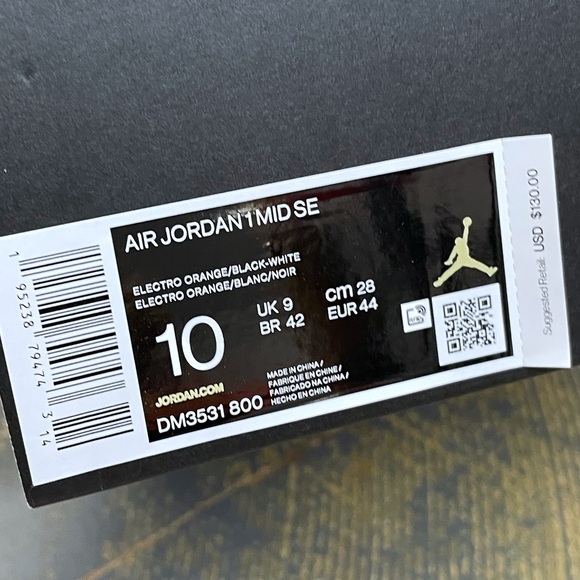 AIR JORDAN 1 MID SE
ELECTRO ORANGE/BLACK-WHITE
ELECTRO ORANGE/BLANC/NOIR
10
UK 9
BR 42
cm 28
EUR 44
JORDAN.COM
DM3531 800
MADE IN CHINA /
FABRIQUE EN CHINE /
FABRICADO NA CHINA /
HECHO EN CHINA
1 95238 79474 3 14
Suggested Retail: USD $130.00